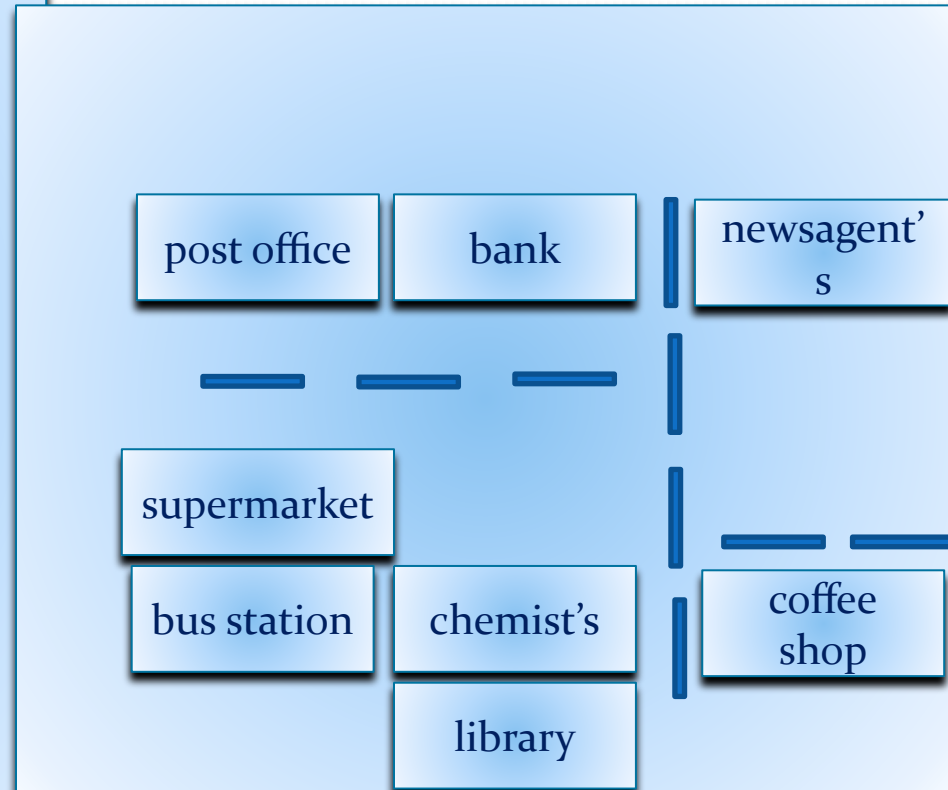 post office
bank
newsagent’
s
supermarket
bus station
chemist’s
coffee
shop
library